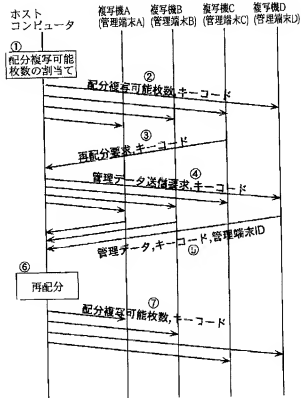 ホスト
コンピュータ
複写機A
(管理端末A)
複写機B
(管理端末B)
複写機C
(管理端末C)
複写機D
(管理端末D)
①
配分複写可能
枚数の割当て
②
配分複写可能枚数,キーコード
③
再配分要求,キーコード
④
管理データ送信要求,キーコード
管理データ,キーコード,管理端末ID
⑤
⑥
再配分
⑦
配分複写可能枚数,キーコード